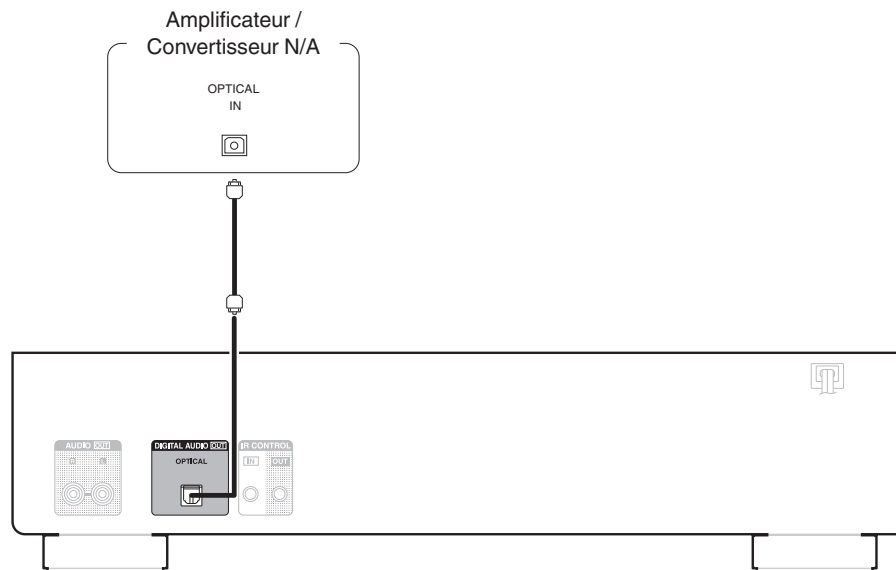 Amplificateur /
Convertisseur N/A
OPTICAL
IN
AUDIO OUT
R L
DIGITAL AUDIO OUT
OPTICAL
IR CONTROL
IN OUT